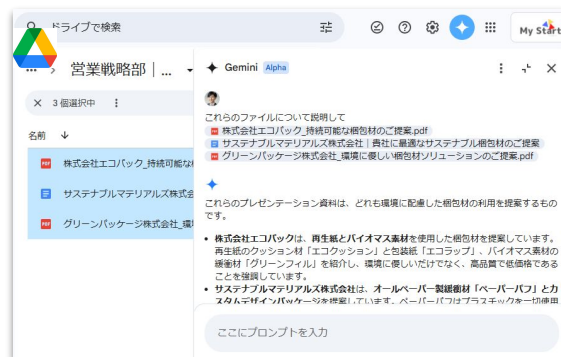 ドライブで検索
My Start
... › 営業戦略部｜...
Gemini Alpha
× 3 個選択中
名前 ↓
PDF 株式会社エコパック_持続可能な
サステナブルマテリアルズ株式会
PDF グリーンパッケージ株式会社_環
これらのファイルについて説明して
株式会社エコパック_持続可能な梱包材のご提案.pdf
サステナブルマテリアルズ株式会社｜貴社に最適なサステナブル梱包材のご提案
グリーンパッケージ株式会社_環境に優しい梱包材ソリューションのご提案.pdf
これらのプレゼンテーション資料は、どれも環境に配慮した梱包材の利用を提案するもの
です。
• 株式会社エコパックは、再生紙とバイオマス素材を使用した梱包材を提案しています。
再生紙のクッション材「エコクッション」と包装紙「エコラップ」、バイオマス素材の
緩衝材「グリーンフィル」を紹介し、環境に優しいだけでなく、高品質で低価格である
ことを強調しています。
• サステナブルマテリアルズ株式会社は、オールペーパー製緩衝材「ペーパーパフ」とカ
スタムデザインパッケージを提案しています。ペーパーパフはプラスチックを一切使用
ここにプロンプトを入力